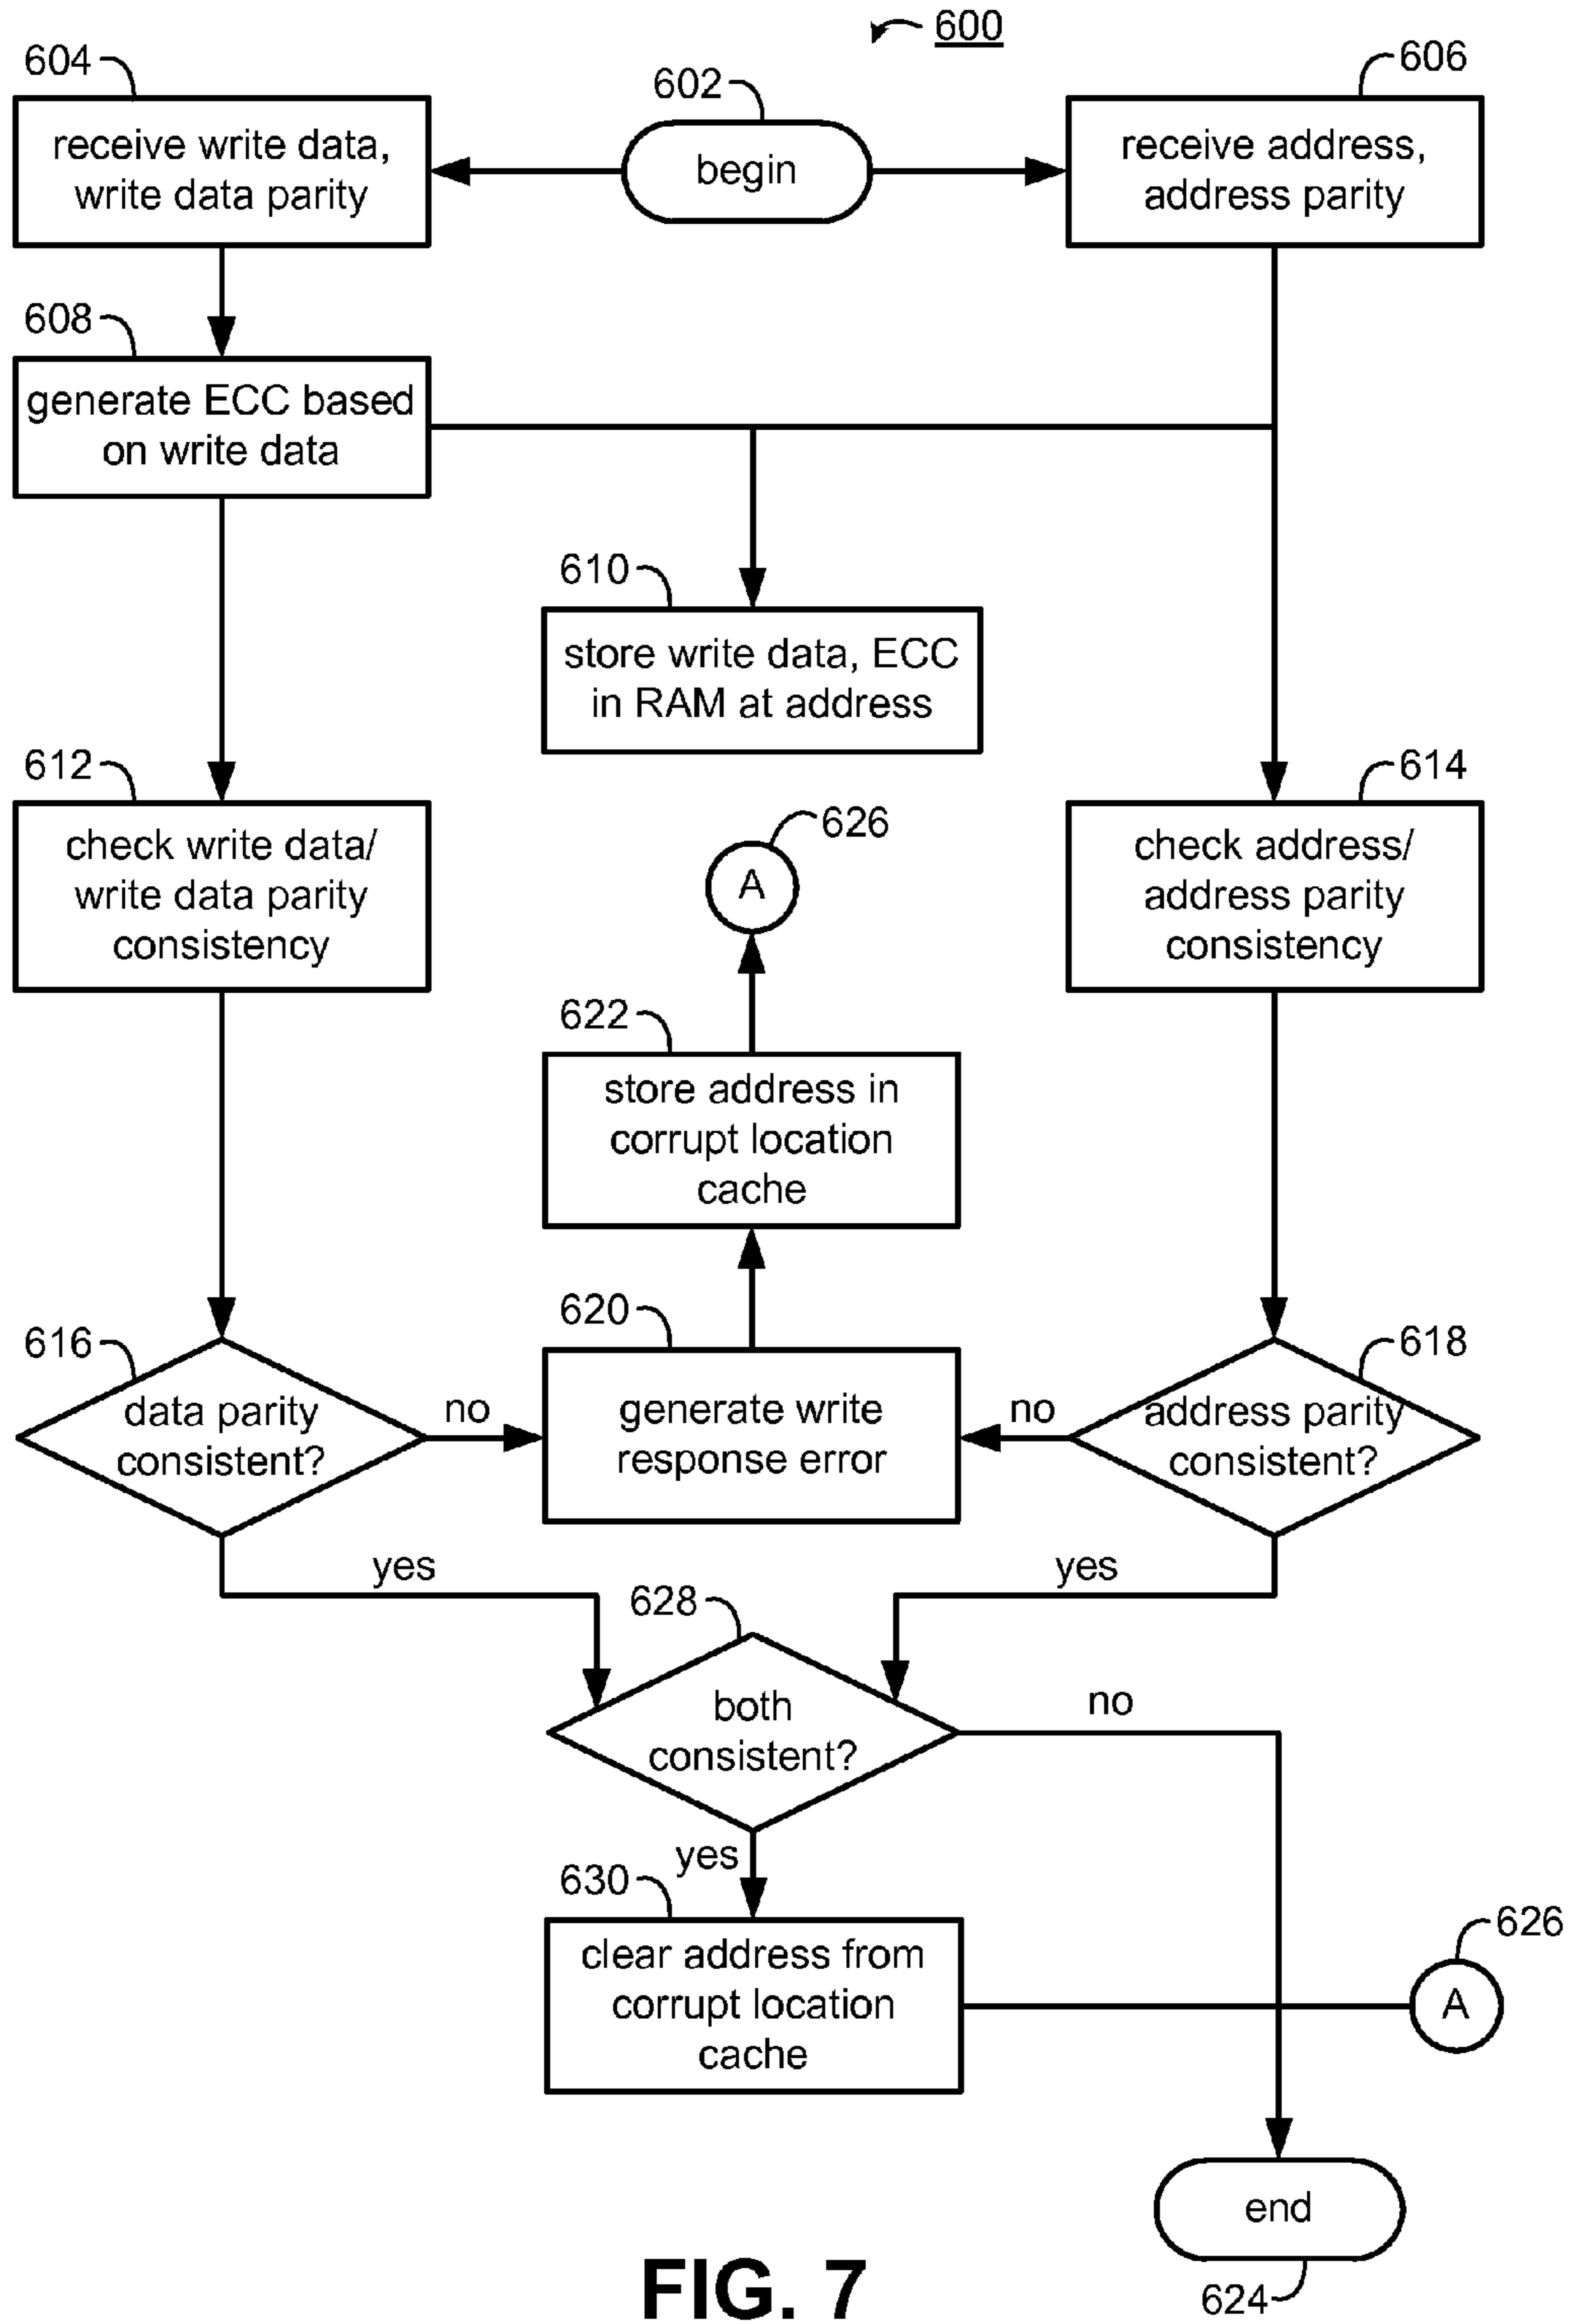 600
604
602
606
receive write data,
write data parity
begin
receive address,
address parity
608
generate ECC based
on write data
610
store write data, ECC
in RAM at address
612
614
check write data/
write data parity
consistency
626
A
check address/
address parity
consistency
622
store address in
corrupt location
cache
620
616
618
data parity
consistent?
no
generate write
response error
no
address parity
consistent?
yes
yes
628
both
consistent?
no
yes
630
clear address from
corrupt location
cache
626
A
end
624
FIG. 7